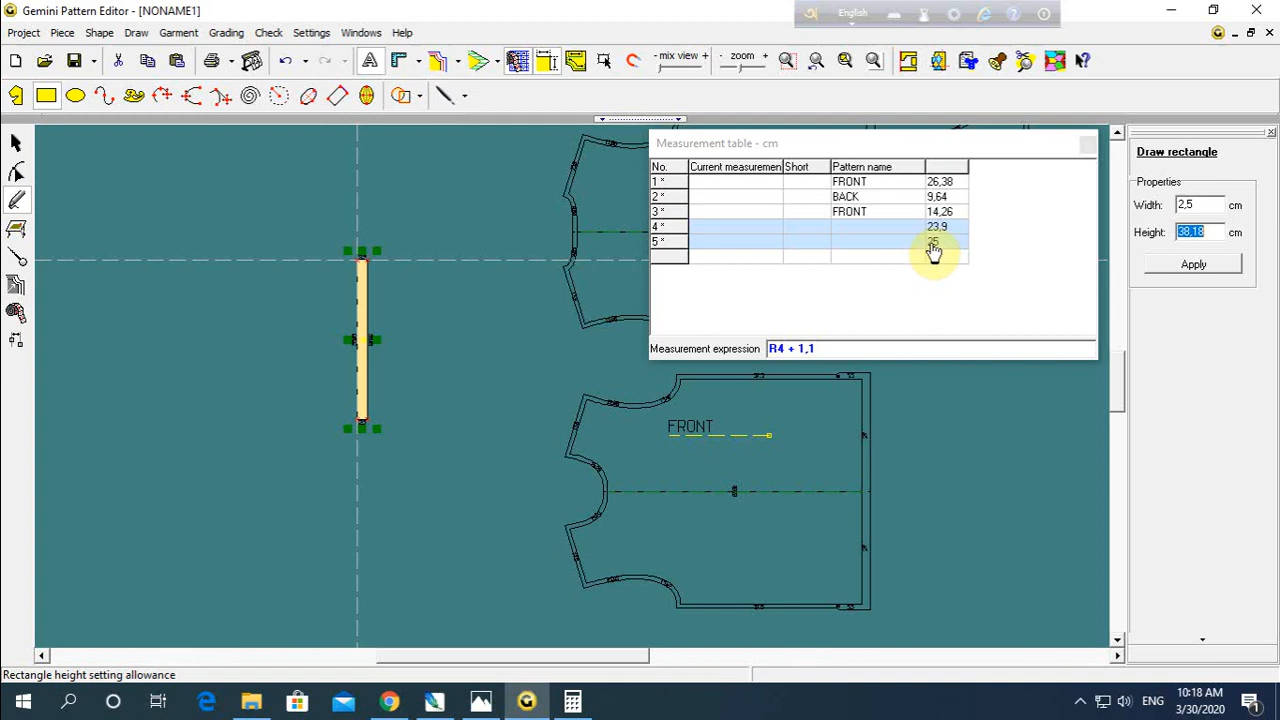 Gemini Pattern Editor - [NONAME1]
English
Project Piece Shape Draw Garment Grading Check Settings Windows Help
- mix view +
- zoom +
Measurement table - cm
No. Current measuremen Short Pattern name
1 * FRONT 26,38
2 * BACK 9,64
3 * FRONT 14,26
4 * 23,9
5 * 25
Measurement expression R4 + 1,1
Draw rectangle
Properties
Width: 2,5 cm
Height: 38,18 cm
Apply
FRONT
Rectangle height setting allowance
ENG
10:18 AM
3/30/2020